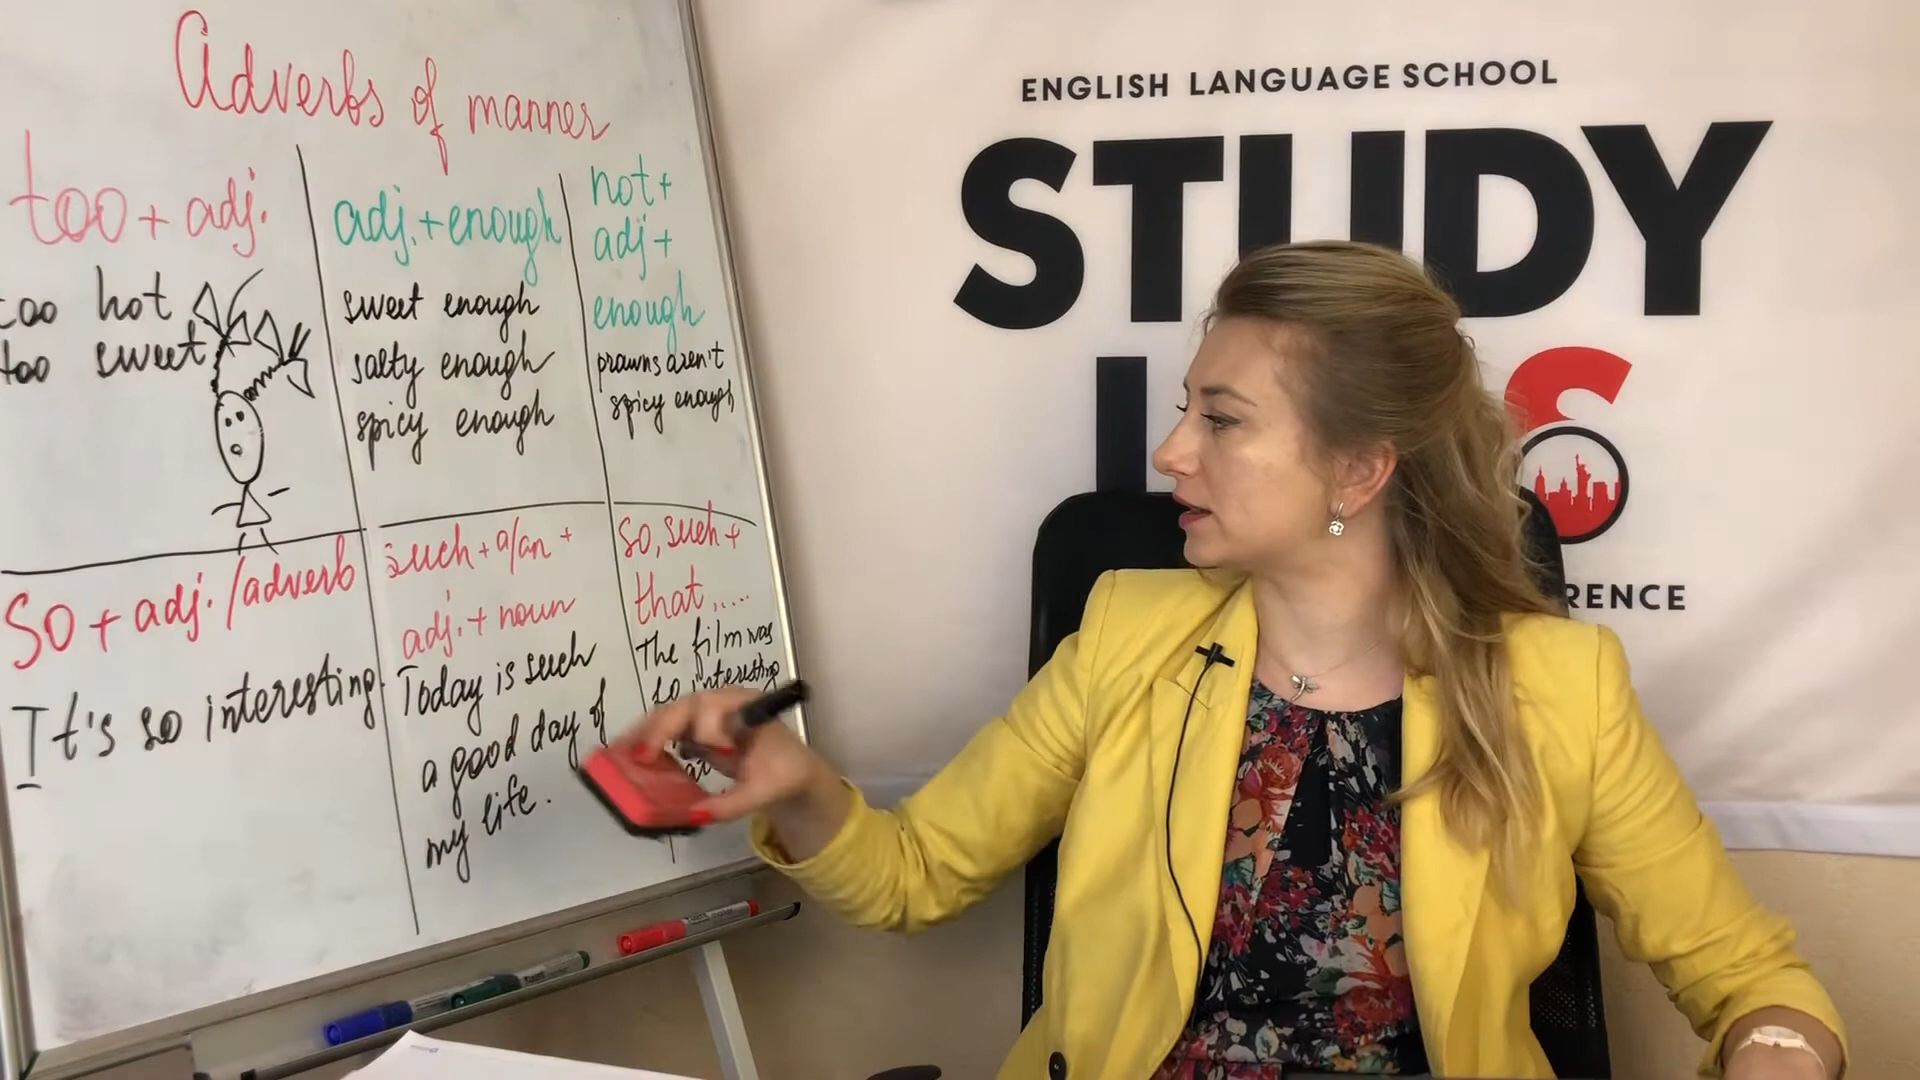 Adverbs of manner
too + adj.
too hot
too sweet
adj. + enough
sweet enough
salty enough
spicy enough
not +
adj +
enough
prawns aren't
spicy enough
So + adj. / adverb
It's so interesting.
such + a/an +
adj. + noun
Today is such
a good day of
my life.
So, such +
that,....
The film was
so interesting
ENGLISH LANGUAGE SCHOOL
STUDY